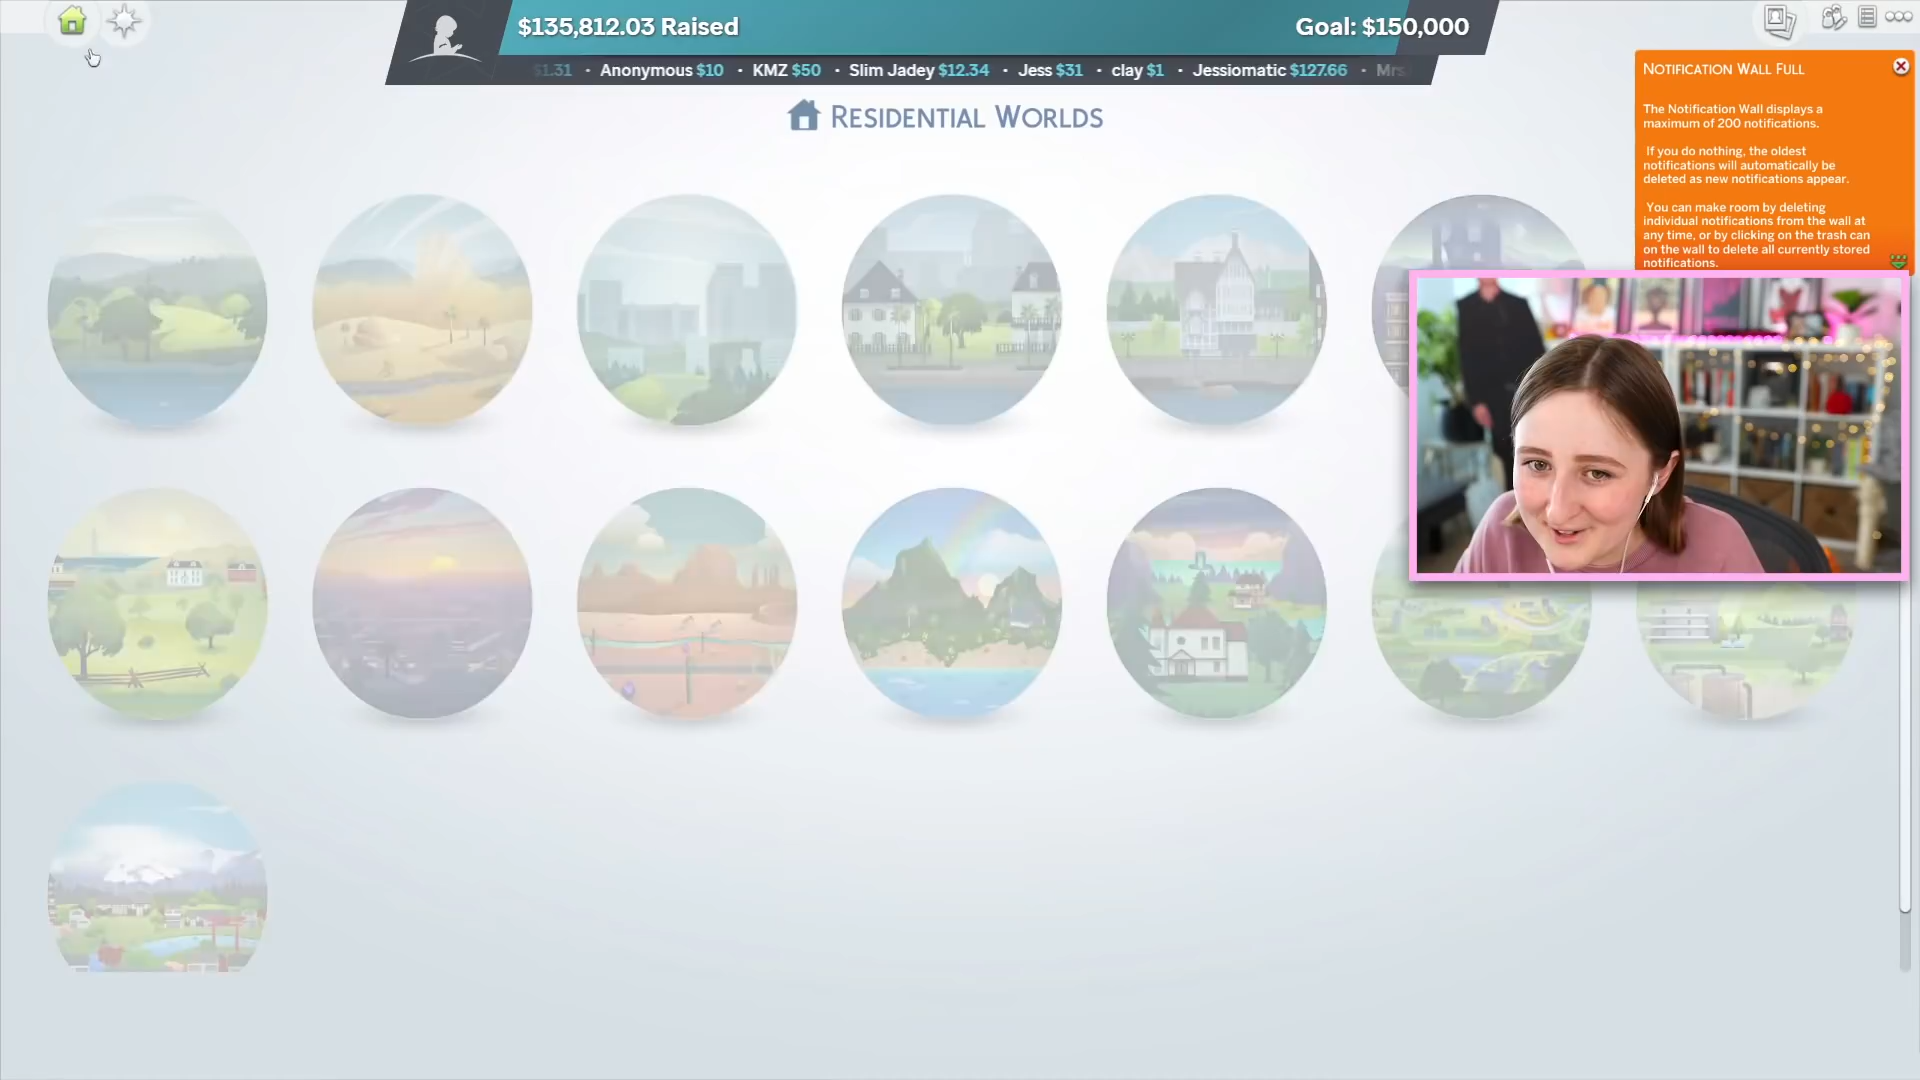 $135,812.03 Raised
Goal: $150,000
$1.31 · Anonymous $10 · KMZ $50 · Slim Jadey $12.34 · Jess $31 · clay $1 · Jessiomatic $127.66 · Mrs
RESIDENTIAL WORLDS
NOTIFICATION WALL FULL
The Notification Wall displays a
maximum of 200 notifications.
If you do nothing, the oldest
notifications will automatically be
deleted as new notifications appear.
You can make room by deleting
individual notifications from the wall at
any time, or by clicking on the trash can
on the wall to delete all currently stored
notifications.